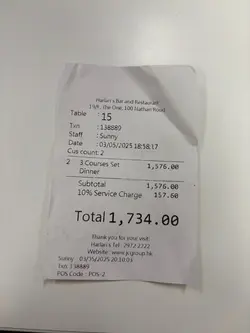 Harlan's Bar and Restaurant
19/F, the One, 100 Nathan Road
Table : 15
Txn : 138889
Staff : Sunny
Date : 03/05/2025 18:58:17
Cus count: 2
2 3 Courses Set 1,576.00
Dinner
Subtotal 1,576.00
10% Service Charge 157.60
Total 1,734.00
Thank you for your visit!
Harlan's Tel: 2972 2222
Website: www.jcgroup.hk
Sunny 03/05/2025 20:10:03
Txn: 138889
POS Code : POS-2